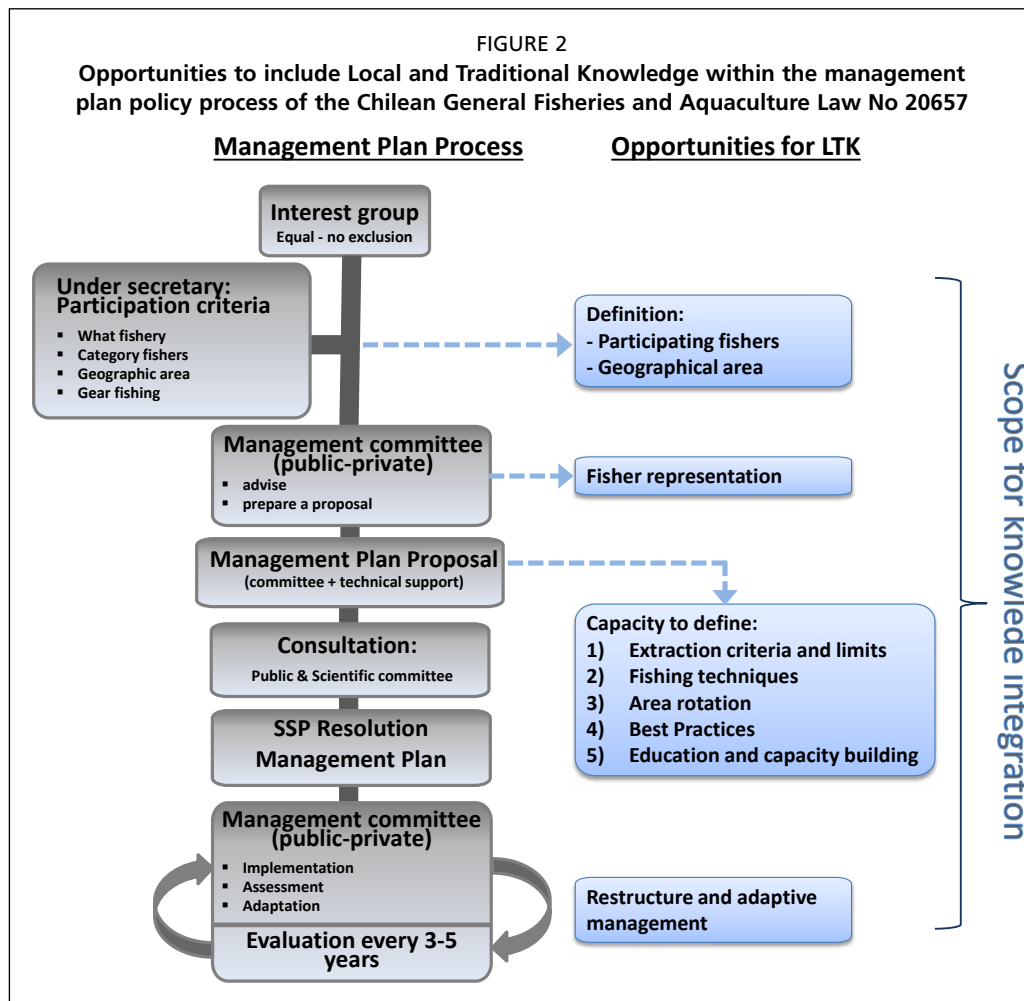 FIGURE 2
Opportunities to include Local and Traditional Knowledge within the management
plan policy process of the Chilean General Fisheries and Aquaculture Law No 20657
Management Plan Process
Opportunities for LTK
Interest group
Equal - no exclusion
Under secretary:
Participation criteria
▪ What fishery
▪ Category fishers
▪ Geographic area
▪ Gear fishing
Definition:
- Participating fishers
- Geographical area
Management committee
(public-private)
▪ advise
▪ prepare a proposal
Fisher representation
Management Plan Proposal
(committee + technical support)
Capacity to define:
1) Extraction criteria and limits
2) Fishing techniques
3) Area rotation
4) Best Practices
5) Education and capacity building
Consultation:
Public & Scientific committee
SSP Resolution
Management Plan
Management committee
(public-private)
▪ Implementation
▪ Assessment
▪ Adaptation
Evaluation every 3-5
years
Restructure and adaptive
management
Scope for knowlede integration